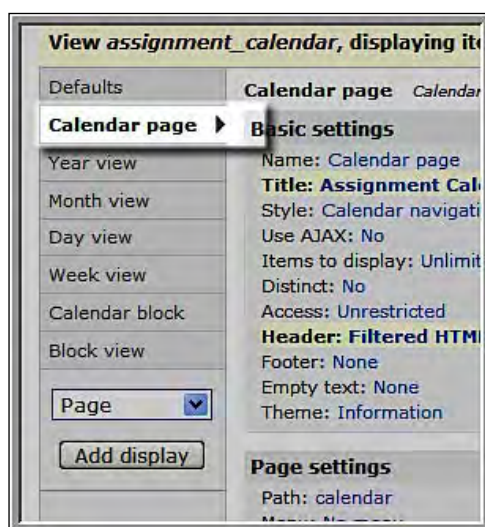 View assignment_calendar, displaying ite
Defaults
Calendar page
Year view
Month view
Day view
Week view
Calendar block
Block view
Page
Add display
Calendar page Calendar
Basic settings
Name: Calendar page
Title: Assignment Cal
Style: Calendar navigati
Use AJAX: No
Items to display: Unlimit
Distinct: No
Access: Unrestricted
Header: Filtered HTM
Footer: None
Empty text: None
Theme: Information
Page settings
Path: calendar